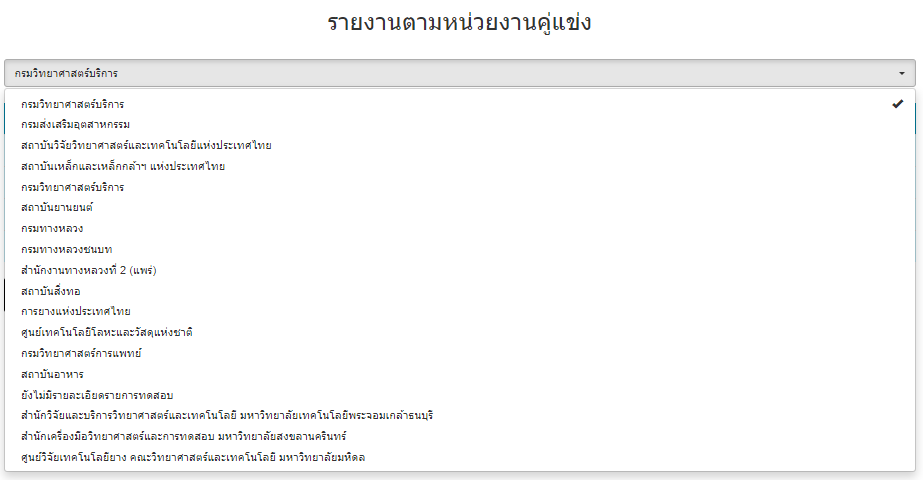 รายงานตามหน่วยงานคู่แข่ง
กรมวิทยาศาสตร์บริการ
กรมวิทยาศาสตร์บริการ
กรมส่งเสริมอุตสาหกรรม
สถาบันวิจัยวิทยาศาสตร์และเทคโนโลยีแห่งประเทศไทย
สถาบันเหล็กและเหล็กกล้าฯ แห่งประเทศไทย
กรมวิทยาศาสตร์บริการ
สถาบันยานยนต์
กรมทางหลวง
กรมทางหลวงชนบท
สำนักงานทางหลวงที่ 2 (แพร่)
สถาบันสิ่งทอ
การยางแห่งประเทศไทย
ศูนย์เทคโนโลยีโลหะและวัสดุแห่งชาติ
กรมวิทยาศาสตร์การแพทย์
สถาบันอาหาร
ยังไม่มีรายละเอียดรายการทดสอบ
สำนักวิจัยและบริการวิทยาศาสตร์และเทคโนโลยี มหาวิทยาลัยเทคโนโลยีพระจอมเกล้าธนบุรี
สำนักเครื่องมือวิทยาศาสตร์และการทดสอบ มหาวิทยาลัยสงขลานครินทร์
ศูนย์วิจัยเทคโนโลยียาง คณะวิทยาศาสตร์และเทคโนโลยี มหาวิทยาลัยมหิดล